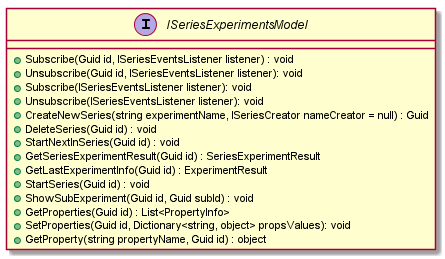 I ISeriesExperimentsModel
Subscribe(Guid id, ISeriesEventsListener listener) : void
Unsubscribe(Guid id, ISeriesEventsListener listener): void
Subscribe(ISeriesEventsListener listener): void
Unsubscribe(ISeriesEventsListener listener): void
CreateNewSeries(string experimentName, ISeriesCreator nameCreator = null) : Guid
DeleteSeries(Guid id) : void
StartNextInSeries(Guid id) : void
GetSeriesExperimentResult(Guid id) : SeriesExperimentResult
GetLastExperimentInfo(Guid id) : ExperimentResult
StartSeries(Guid id) : void
ShowSubExperiment(Guid id, Guid subId) : void
GetProperties(Guid id) : List<PropertyInfo>
SetProperties(Guid id, Dictionary<string, object> propsValues): void
GetProperty(string propertyName, Guid id) : object